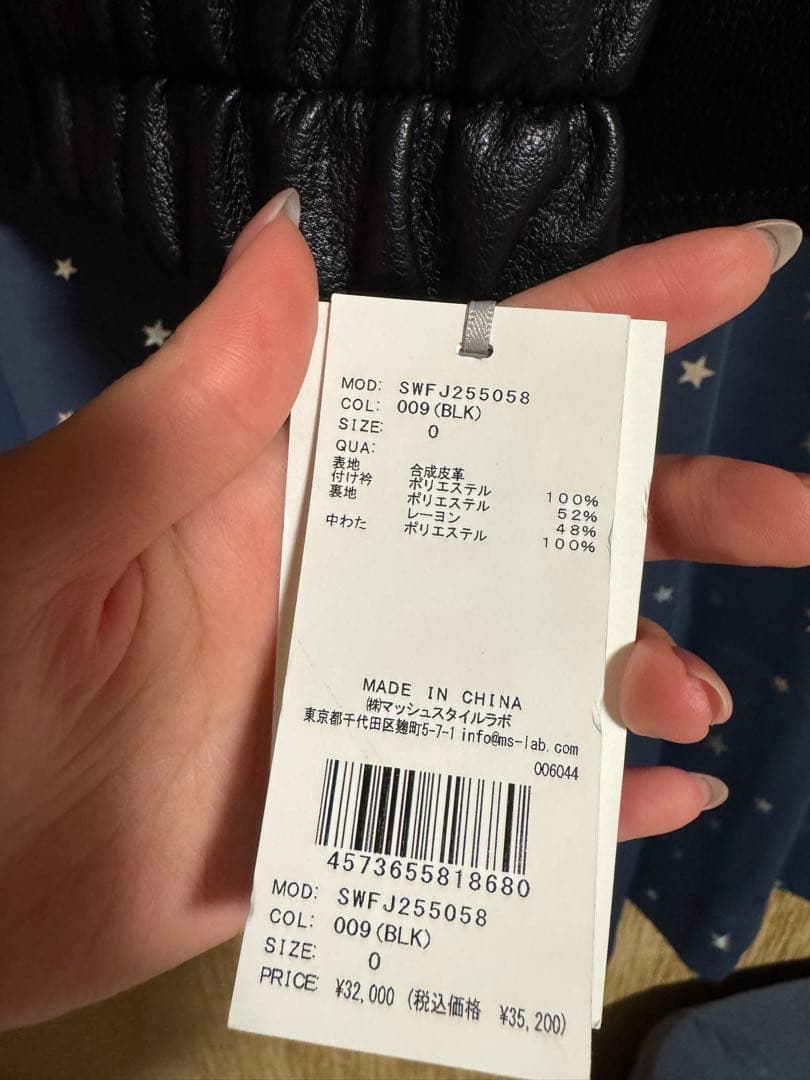 MOD: SWFJ255058
COL: 009(BLK)
SIZE: 0
QUA:
表地 合成皮革
付け衿 ポリエステル 100%
裏地 ポリエステル 52%
レーヨン 48%
中わた ポリエステル 100%
MADE IN CHINA
㈱マッシュスタイルラボ
東京都千代田区麹町5-7-1 info@ms-lab.com
006044
4573655818680
MOD: SWFJ255058
COL: 009(BLK)
SIZE: 0
PRICE: ¥32,000 (税込価格 ¥35,200)